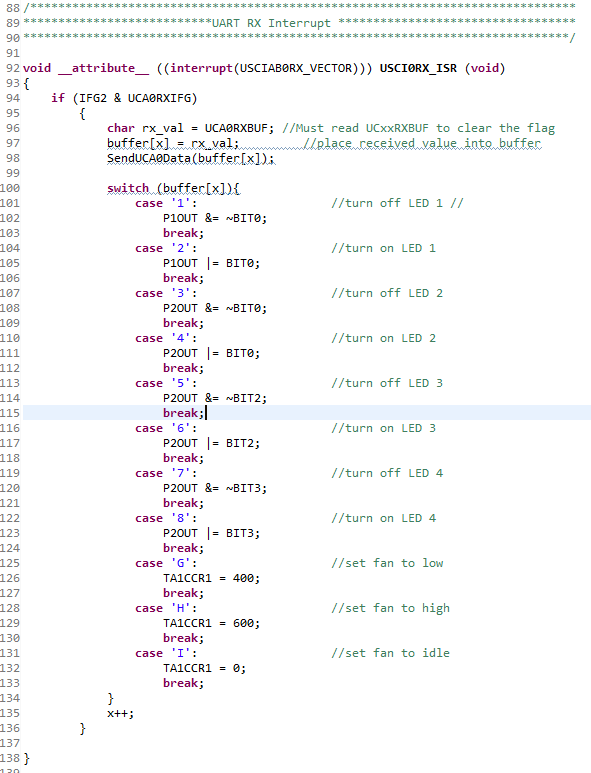 88 /*******************************************************************************
89 ***************************UART RX Interrupt **********************************
90 *******************************************************************************/
91
92 void __attribute__ ((interrupt(USCIAB0RX_VECTOR))) USCI0RX_ISR (void)
93 {
94     if (IFG2 & UCA0RXIFG)
95         {
96             char rx_val = UCA0RXBUF; //Must read UCxxRXBUF to clear the flag
97             buffer[x] = rx_val;         //place received value into buffer
98             SendUCA0Data(buffer[x]);
99
100             switch (buffer[x]){
101                 case '1':                    //turn off LED 1 //
102                     P1OUT &= ~BIT0;
103                     break;
104                 case '2':                    //turn on LED 1
105                     P1OUT |= BIT0;
106                     break;
107                 case '3':                    //turn off LED 2
108                     P2OUT &= ~BIT0;
109                     break;
110                 case '4':                    //turn on LED 2
111                     P2OUT |= BIT0;
112                     break;
113                 case '5':                    //turn off LED 3
114                     P2OUT &= ~BIT2;
115                     break;
116                 case '6':                    //turn on LED 3
117                     P2OUT |= BIT2;
118                     break;
119                 case '7':                    //turn off LED 4
120                     P2OUT &= ~BIT3;
121                     break;
122                 case '8':                    //turn on LED 4
123                     P2OUT |= BIT3;
124                     break;
125                 case 'G':                    //set fan to low
126                     TA1CCR1 = 400;
127                     break;
128                 case 'H':                    //set fan to high
129                     TA1CCR1 = 600;
130                     break;
131                 case 'I':                    //set fan to idle
132                     TA1CCR1 = 0;
133                     break;
134             }
135             x++;
136         }
137
138 }
139